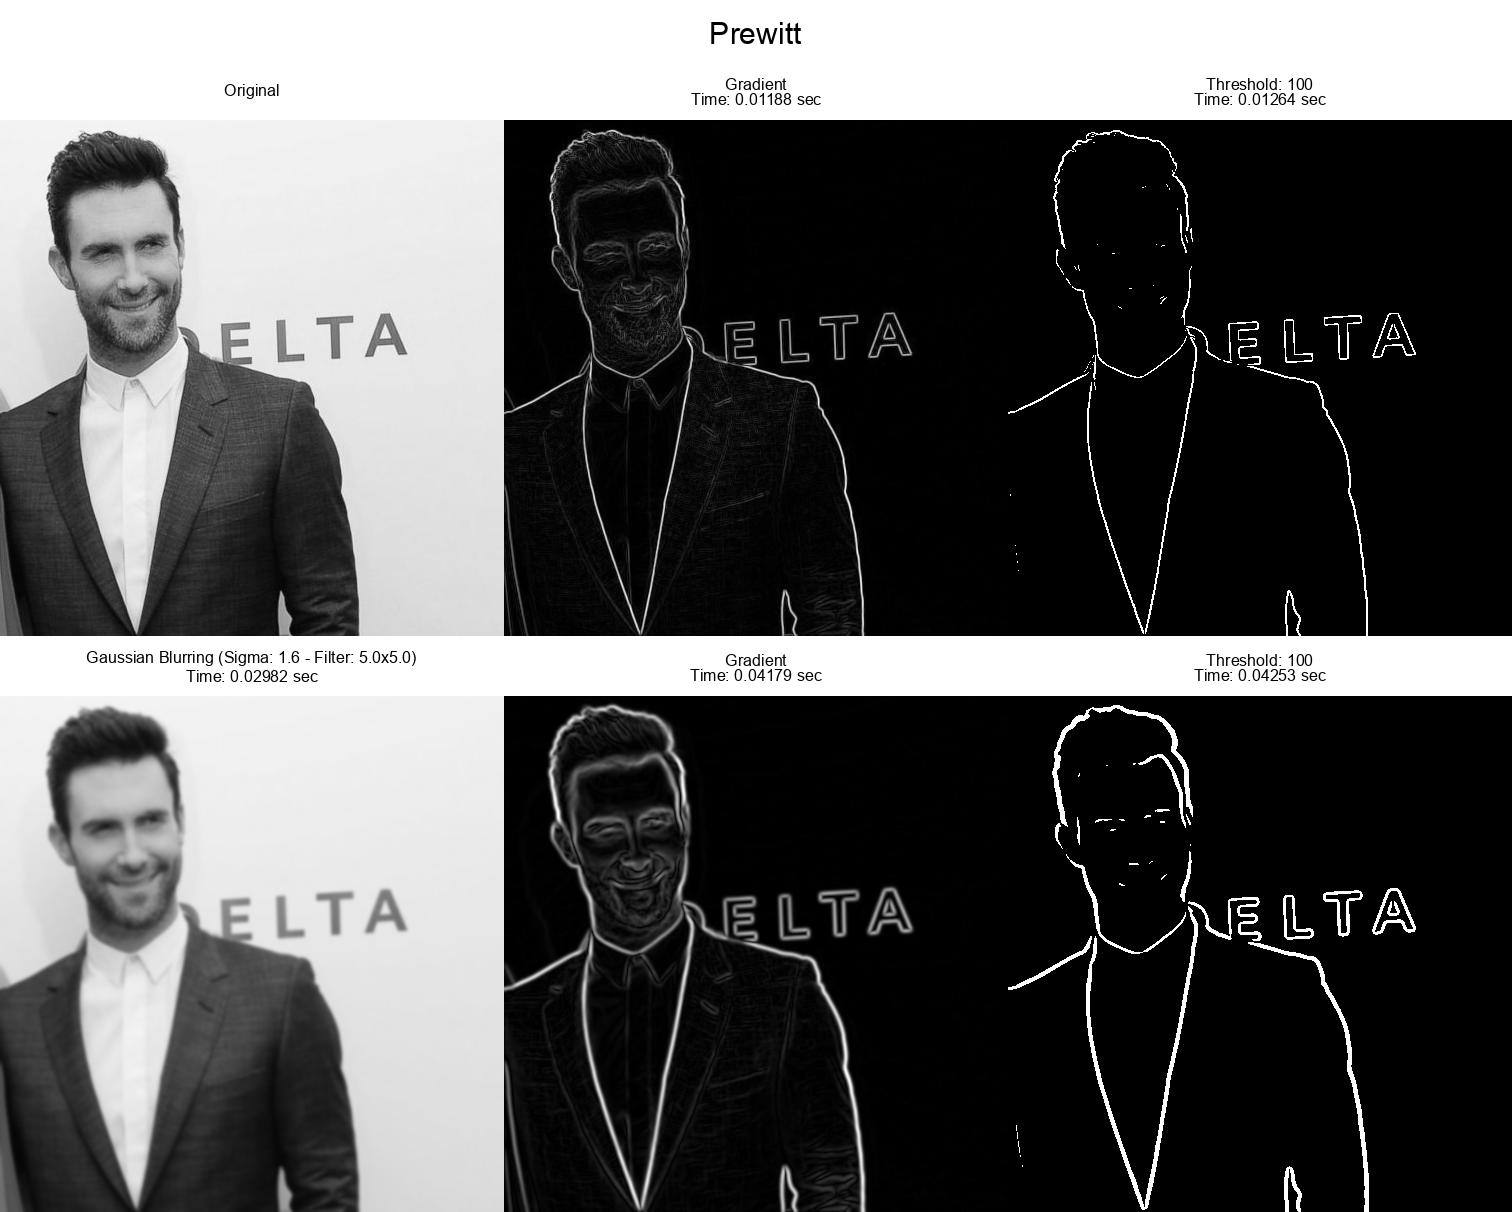 Prewitt
Original
Gradient
Time: 0.01188 sec
Threshold: 100
Time: 0.01264 sec
ELTA
ELTA
ELTA
Gaussian Blurring (Sigma: 1.6 - Filter: 5.0x5.0)
Time: 0.02982 sec
Gradient
Time: 0.04179 sec
Threshold: 100
Time: 0.04253 sec
ELTA
ELTA
ELTA